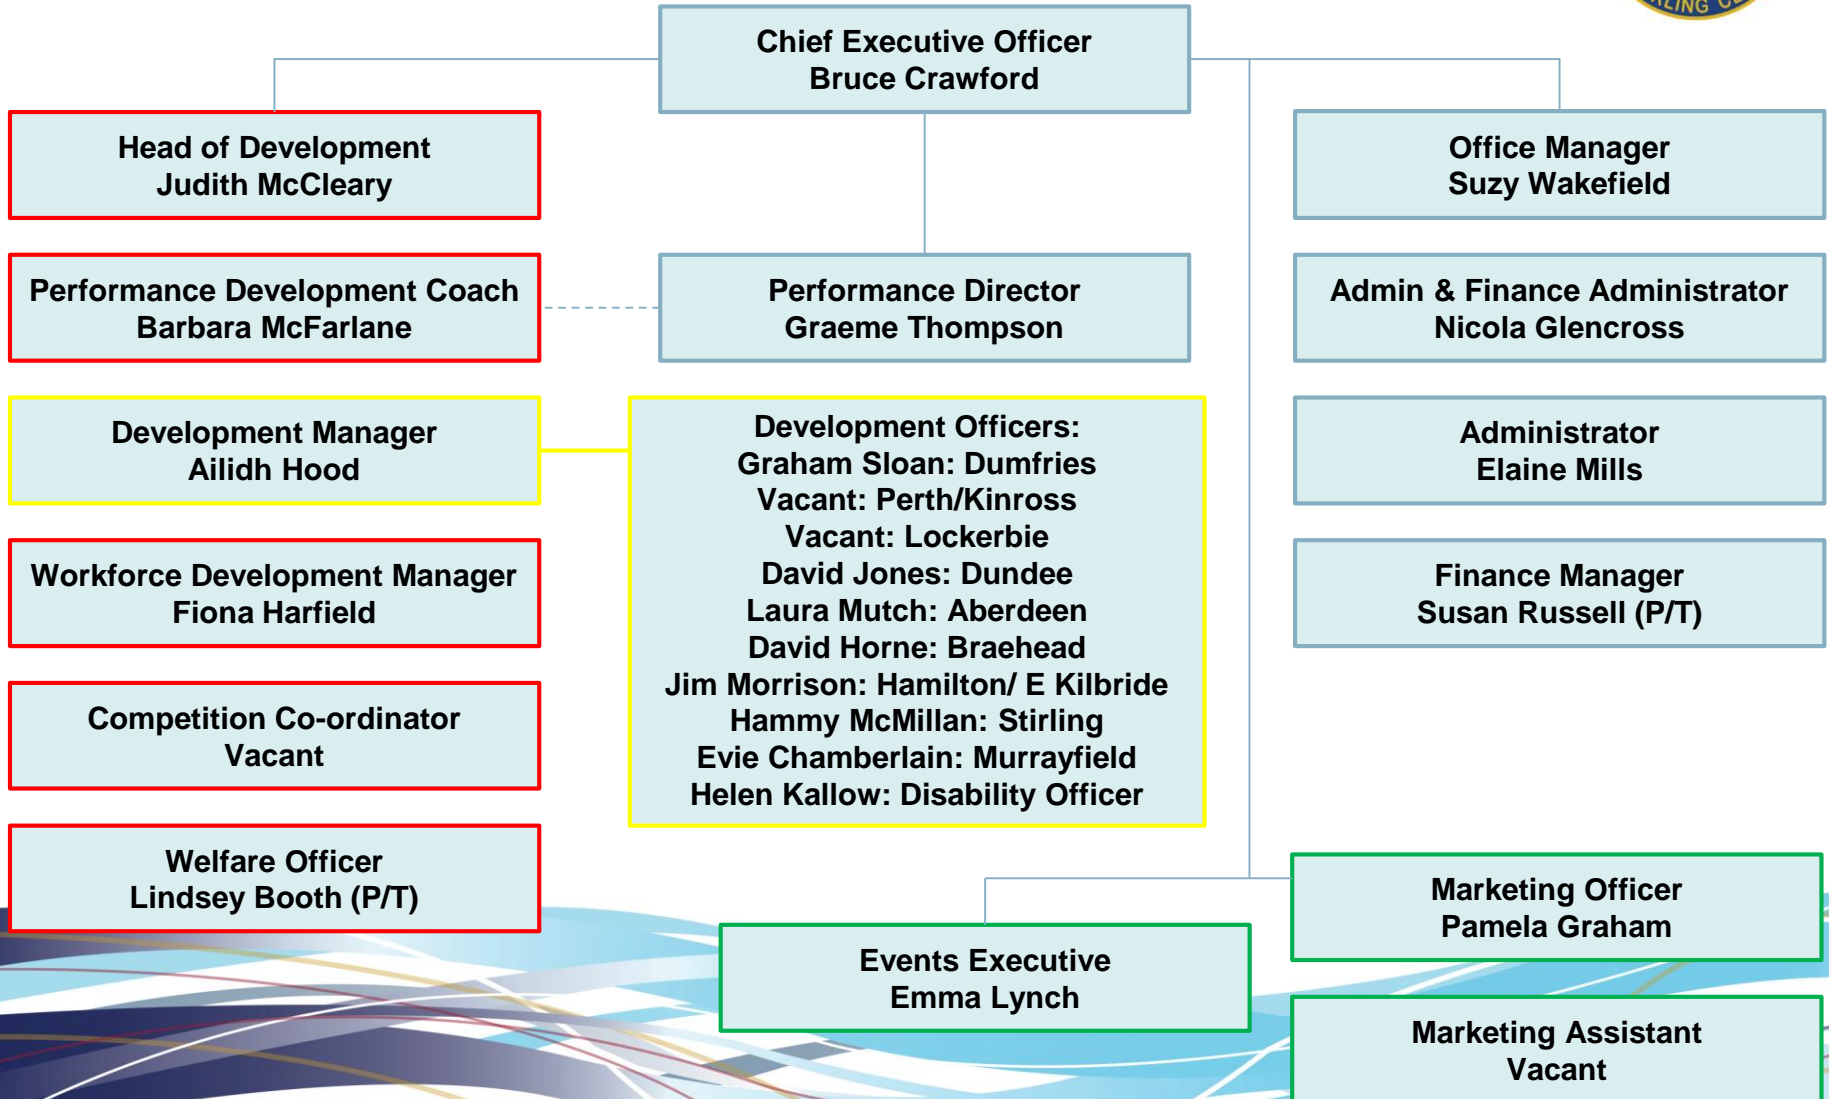 Chief Executive Officer
Bruce Crawford
Head of Development
Judith McCleary
Office Manager
Suzy Wakefield
Performance Development Coach
Barbara McFarlane
Performance Director
Graeme Thompson
Admin & Finance Administrator
Nicola Glencross
Development Manager
Ailidh Hood
Development Officers:
Graham Sloan: Dumfries
Vacant: Perth/Kinross
Vacant: Lockerbie
David Jones: Dundee
Laura Mutch: Aberdeen
David Horne: Braehead
Jim Morrison: Hamilton/ E Kilbride
Hammy McMillan: Stirling
Evie Chamberlain: Murrayfield
Helen Kallow: Disability Officer
Administrator
Elaine Mills
Workforce Development Manager
Fiona Harfield
Finance Manager
Susan Russell (P/T)
Competition Co-ordinator
Vacant
Welfare Officer
Lindsey Booth (P/T)
Marketing Officer
Pamela Graham
Events Executive
Emma Lynch
Marketing Assistant
Vacant